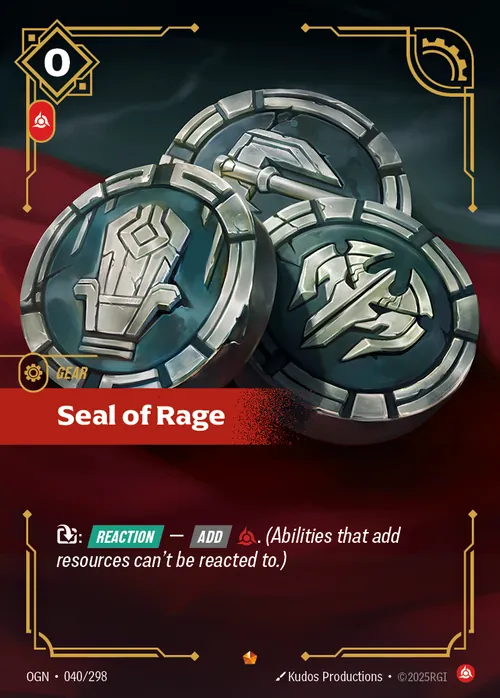 0
GEAR
Seal of Rage
: REACTION — ADD . (Abilities that add
resources can't be reacted to.)
OGN • 040/298
Kudos Productions • ©2025RGI